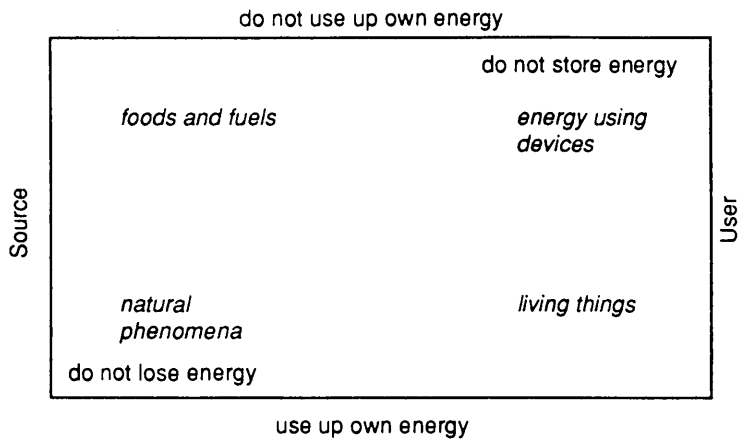 do not use up own energy
do not store energy
foods and fuels
energy using
devices
Source
User
natural
phenomena
living things
do not lose energy
use up own energy